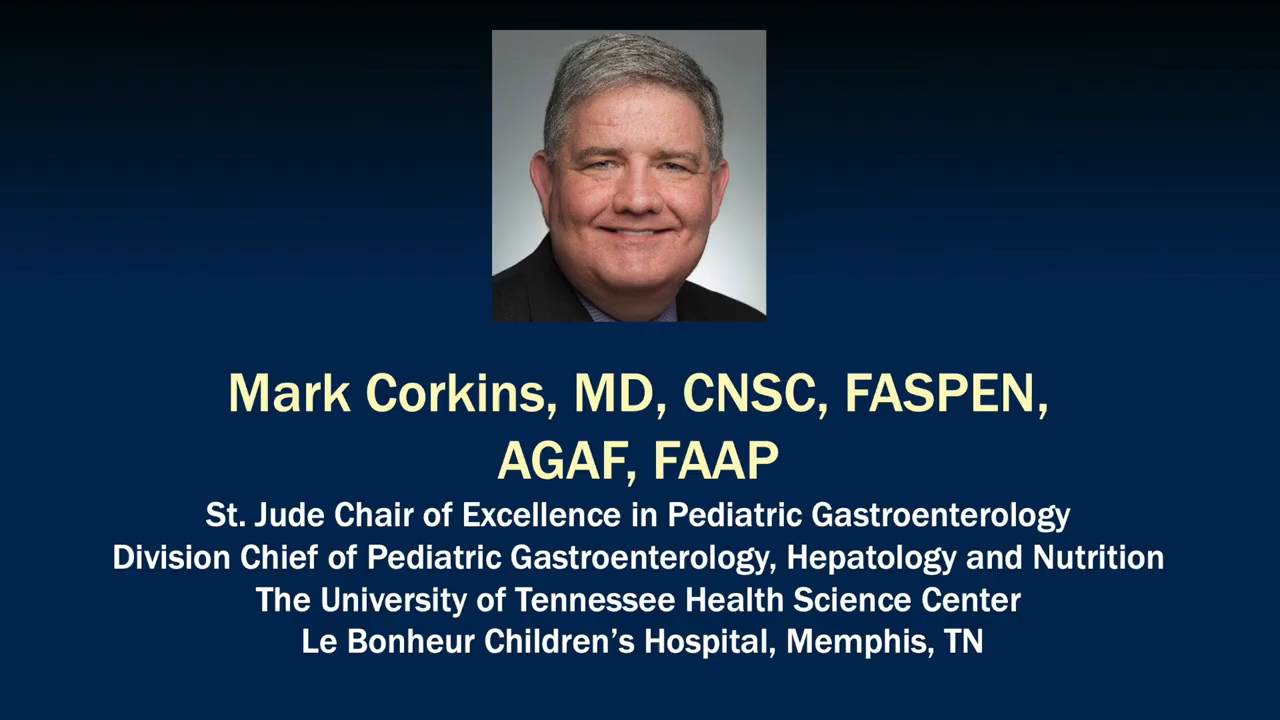 Mark Corkins, MD, CNSC, FASPEN,
AGAF, FAAP
St. Jude Chair of Excellence in Pediatric Gastroenterology
Division Chief of Pediatric Gastroenterology, Hepatology and Nutrition
The University of Tennessee Health Science Center
Le Bonheur Children’s Hospital, Memphis, TN